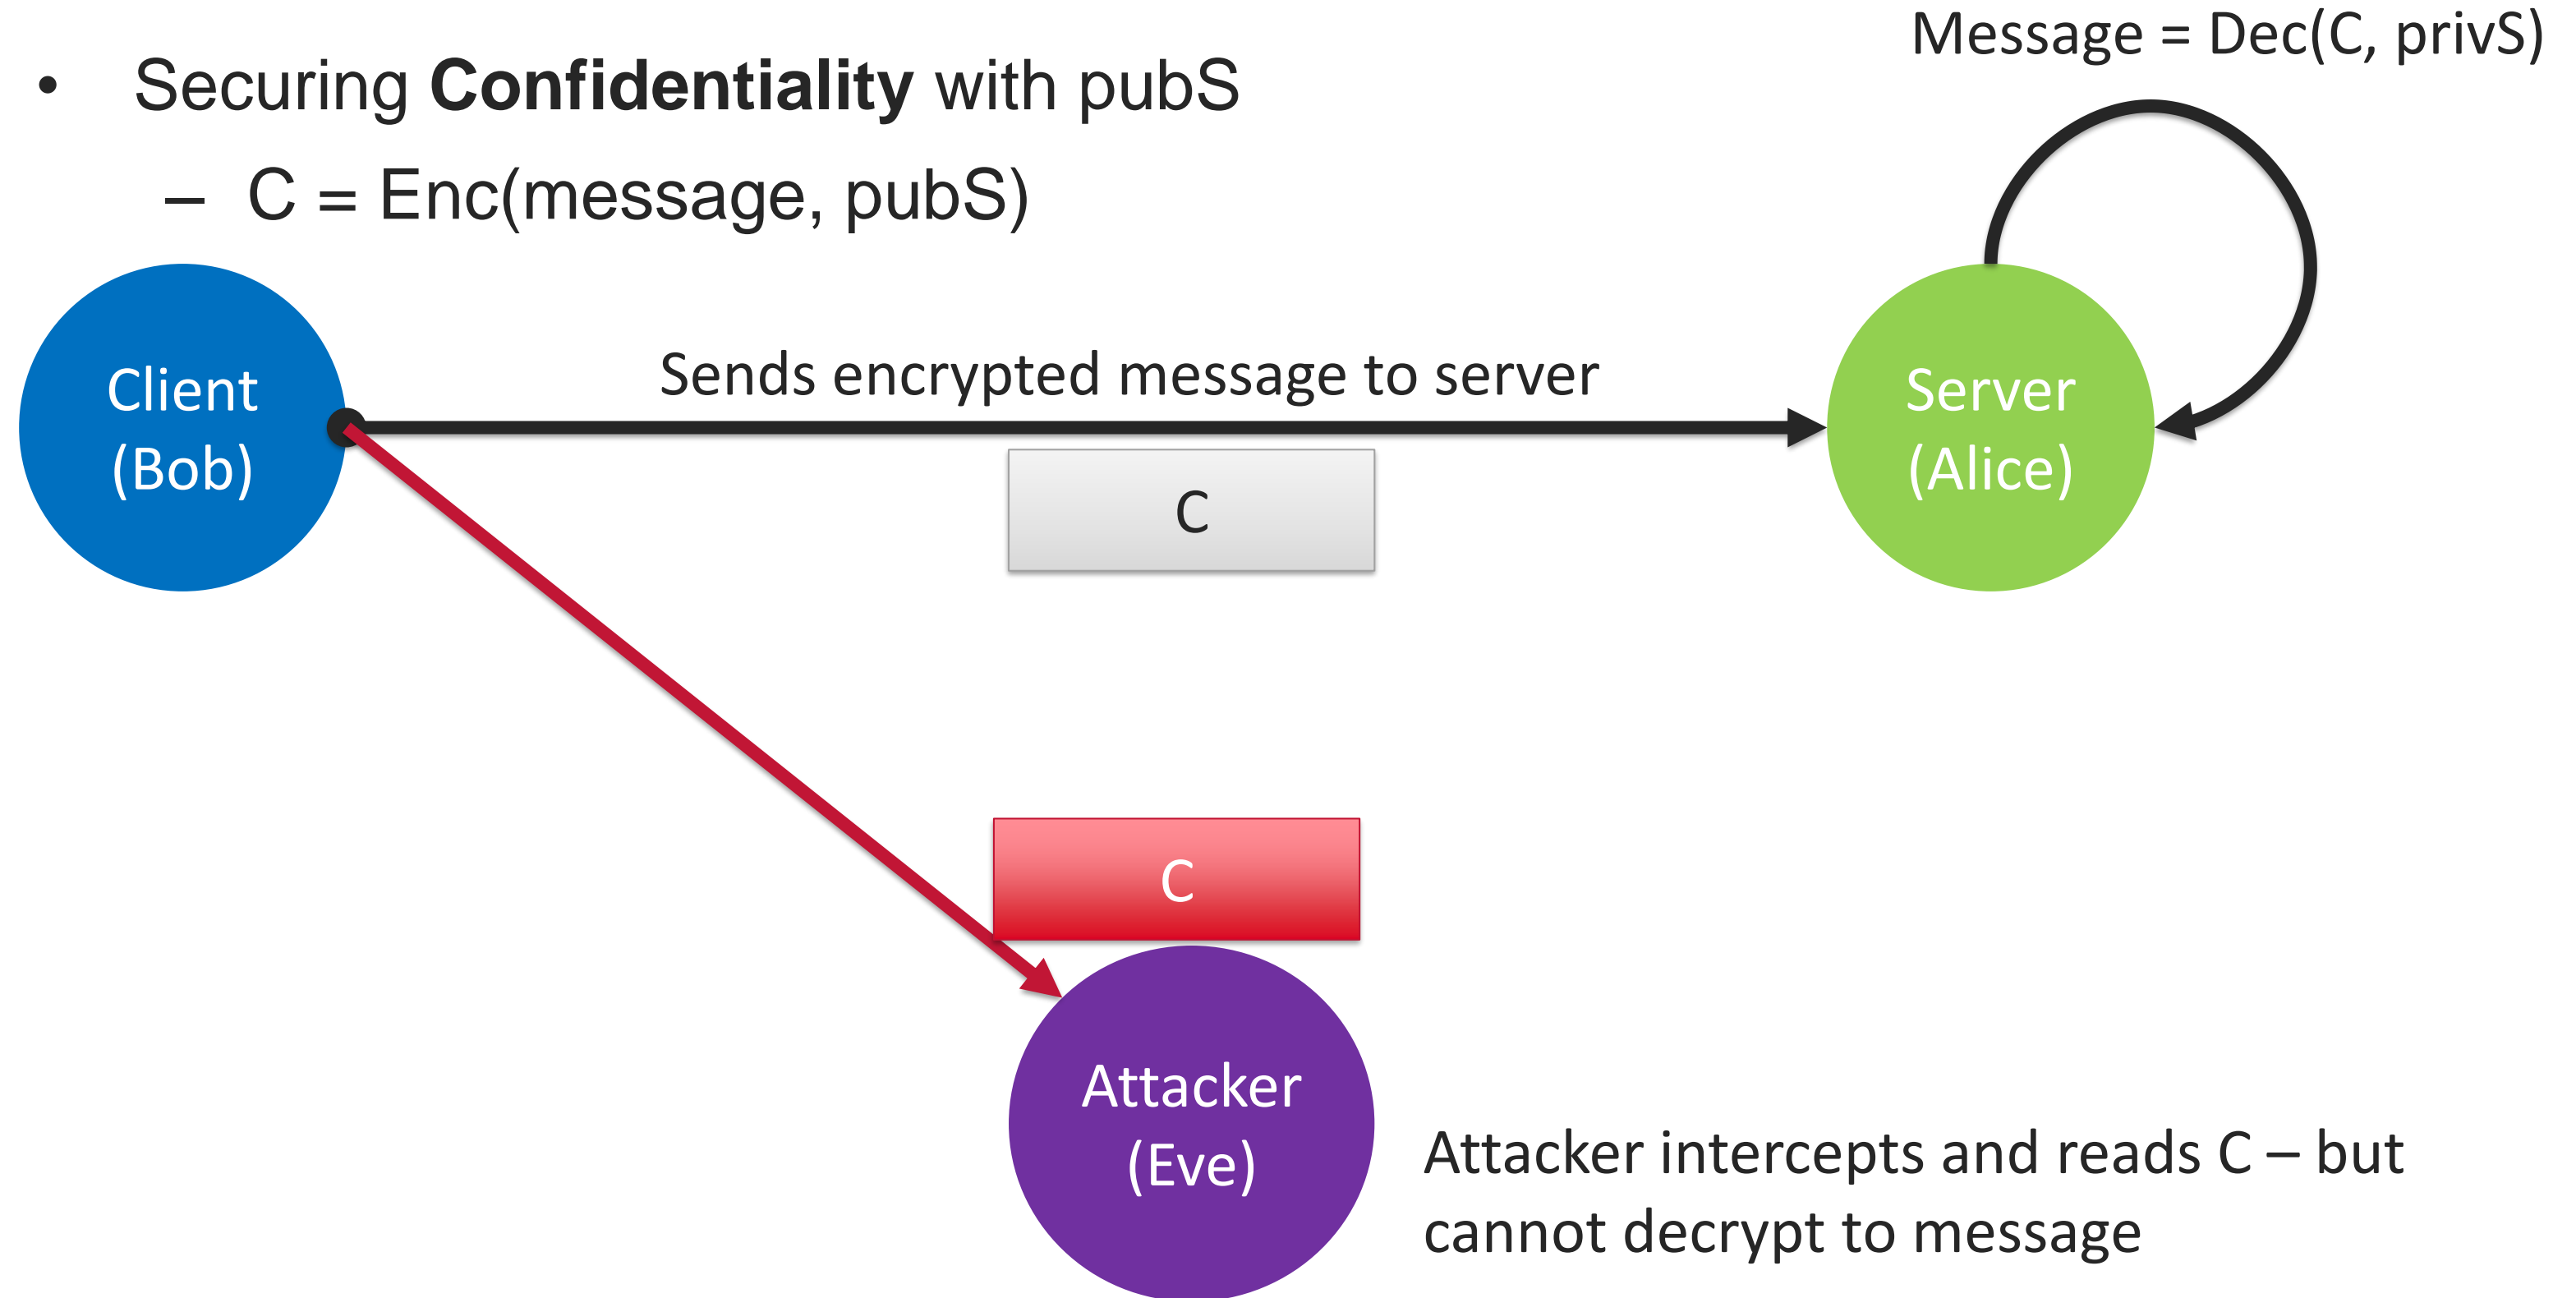 Message = Dec(C, privS)
• Securing Confidentiality with pubS
– C = Enc(message, pubS)
Client
(Bob)
Sends encrypted message to server
Server
(Alice)
C
C
Attacker
(Eve)
Attacker intercepts and reads C – but
cannot decrypt to message